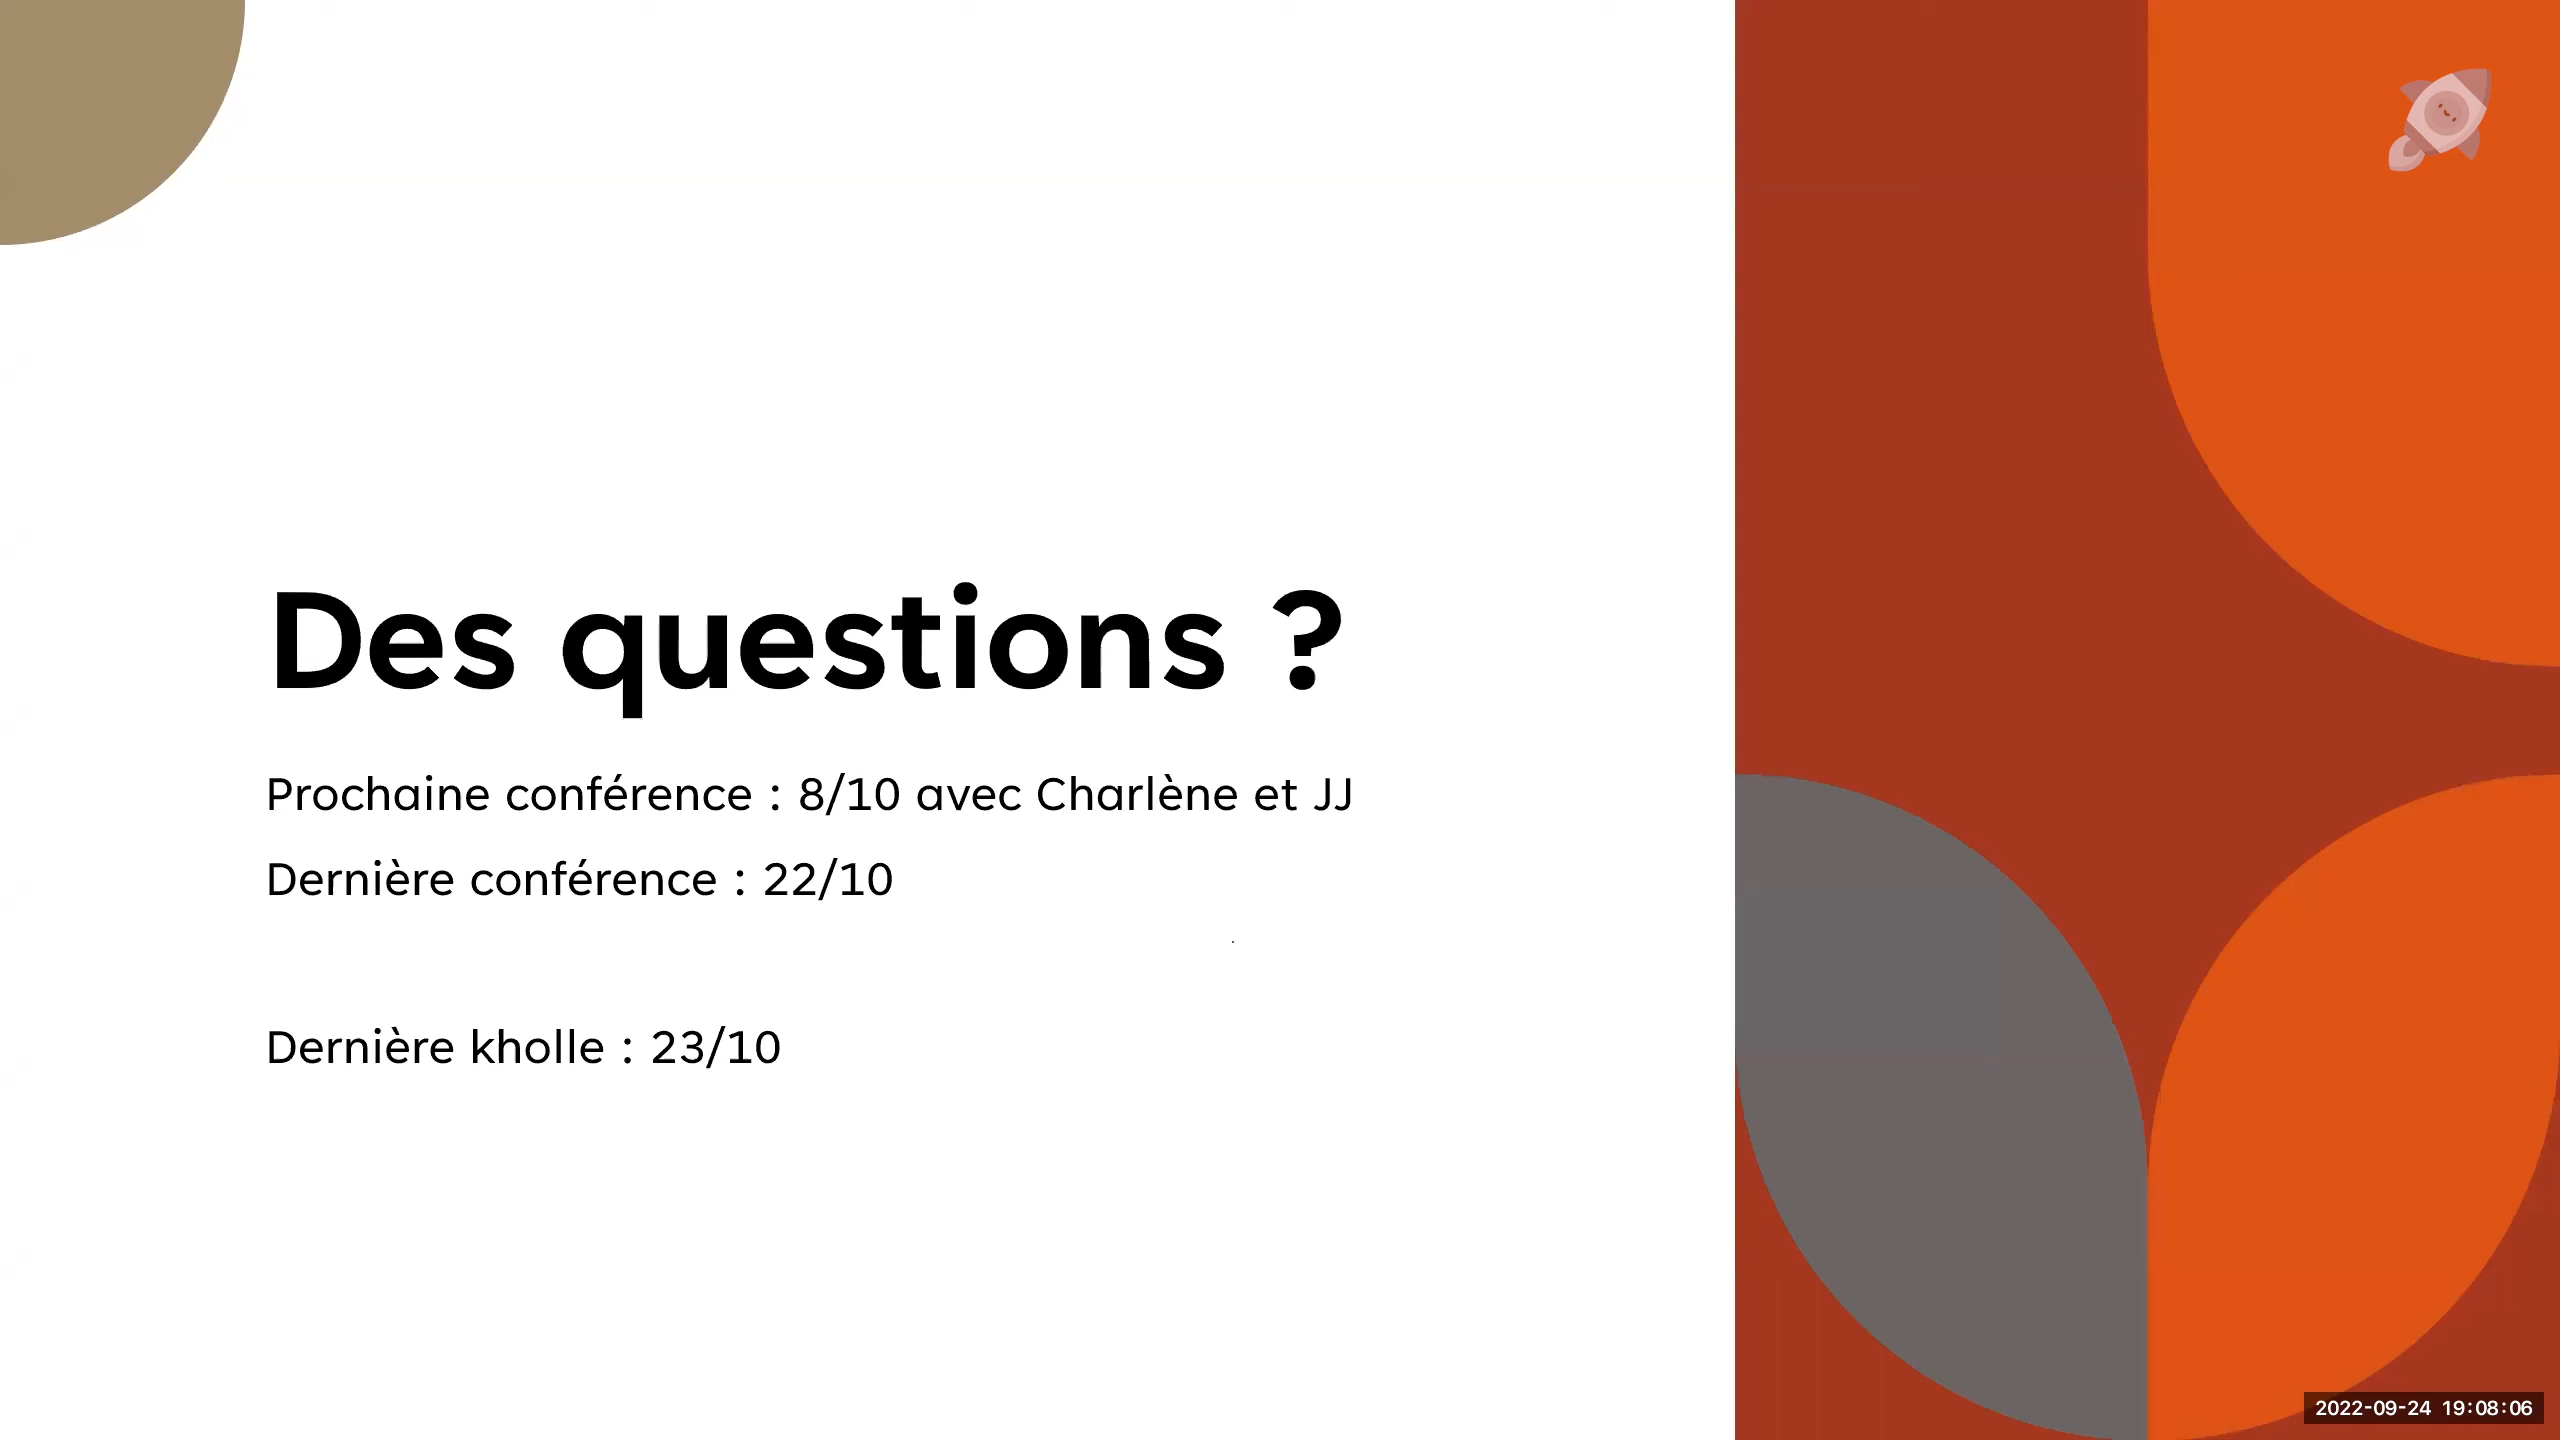 Des questions ?
Prochaine conférence : 8/10 avec Charlène et JJ
Dernière conférence : 22/10
Dernière kholle : 23/10
2022-09-24 19:08:06